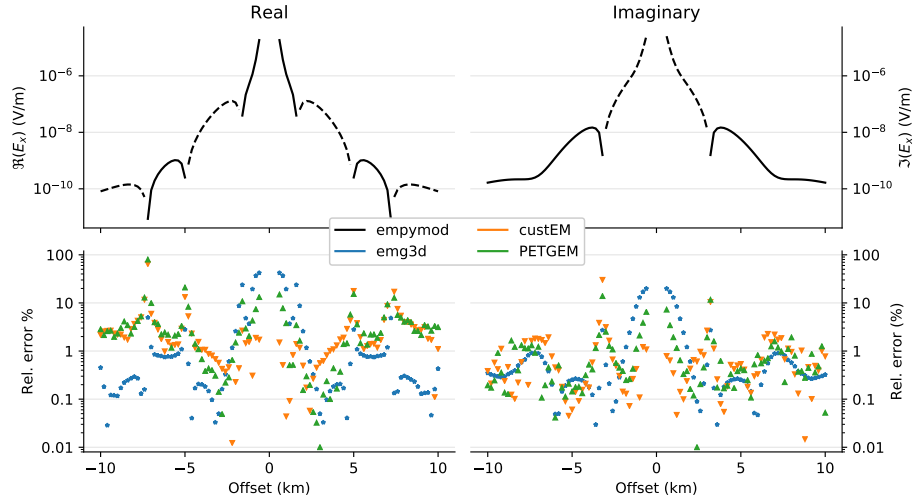 Real
Imaginary
10⁻⁶
10⁻⁸
10⁻¹⁰
ℜ(Eₓ) (V/m)
10⁻⁶
10⁻⁸
10⁻¹⁰
ℑ(Eₓ) (V/m)
empymod
emg3d
custEM
PETGEM
100
10
1
0.1
0.01
Rel. error %
100
10
1
0.1
0.01
Rel. error (%)
−10 −5 0 5 10
Offset (km)
−10 −5 0 5 10
Offset (km)